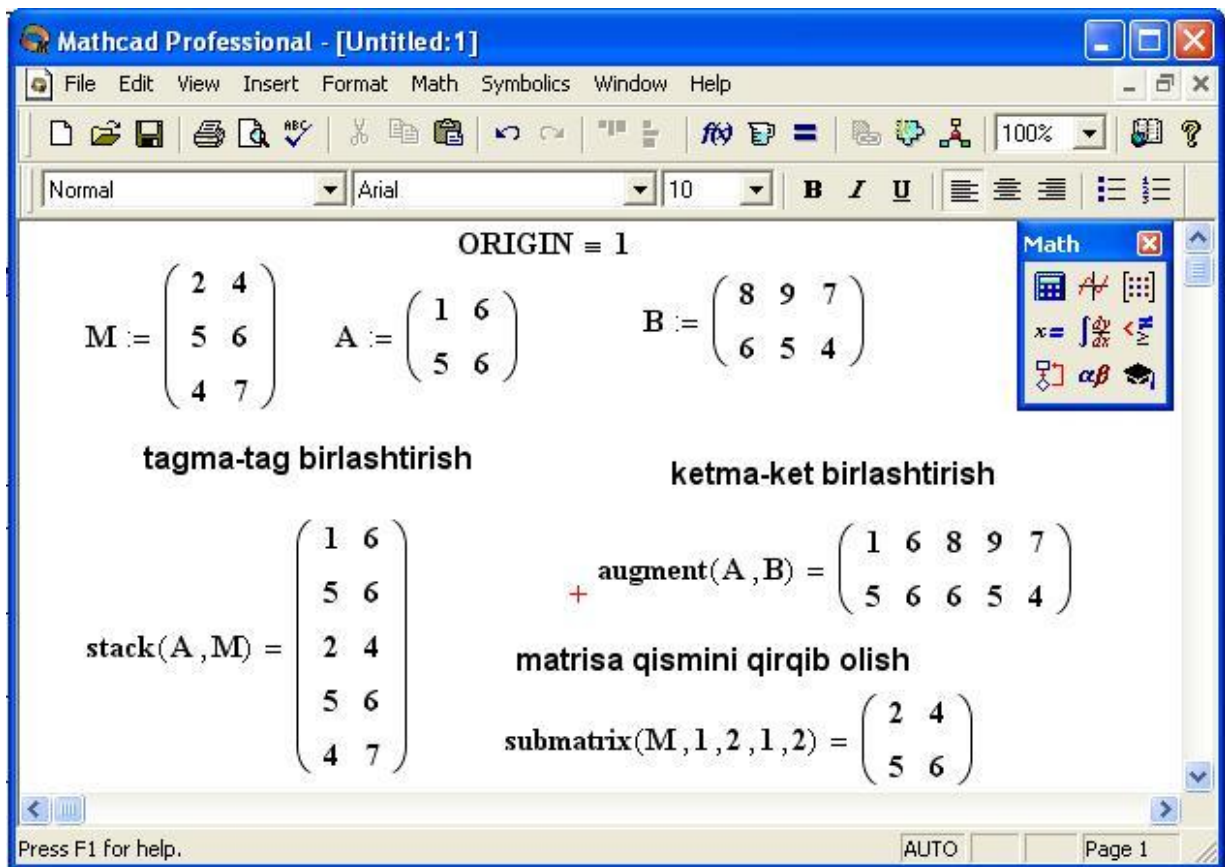 Mathcad Professional - [Untitled:1]
File Edit View Insert Format Math Symbolics Window Help
ABC f(x) = 100% ?
Normal Arial 10 B I U
ORIGIN ≡ 1
Math
M := ( 2 4
5 6
4 7 )
A := ( 1 6
5 6 )
B := ( 8 9 7
6 5 4 )
x= ∫ dy/dx < ≠ ≥
αβ
tagma-tag birlashtirish
ketma-ket birlashtirish
stack(A ,M) = ( 1 6
5 6
2 4
5 6
4 7 )
augment(A ,B) = ( 1 6 8 9 7
5 6 6 5 4 )
matrisa qismini qirqib olish
submatrix(M ,1 ,2 ,1 ,2) = ( 2 4
5 6 )
Press F1 for help. AUTO Page 1